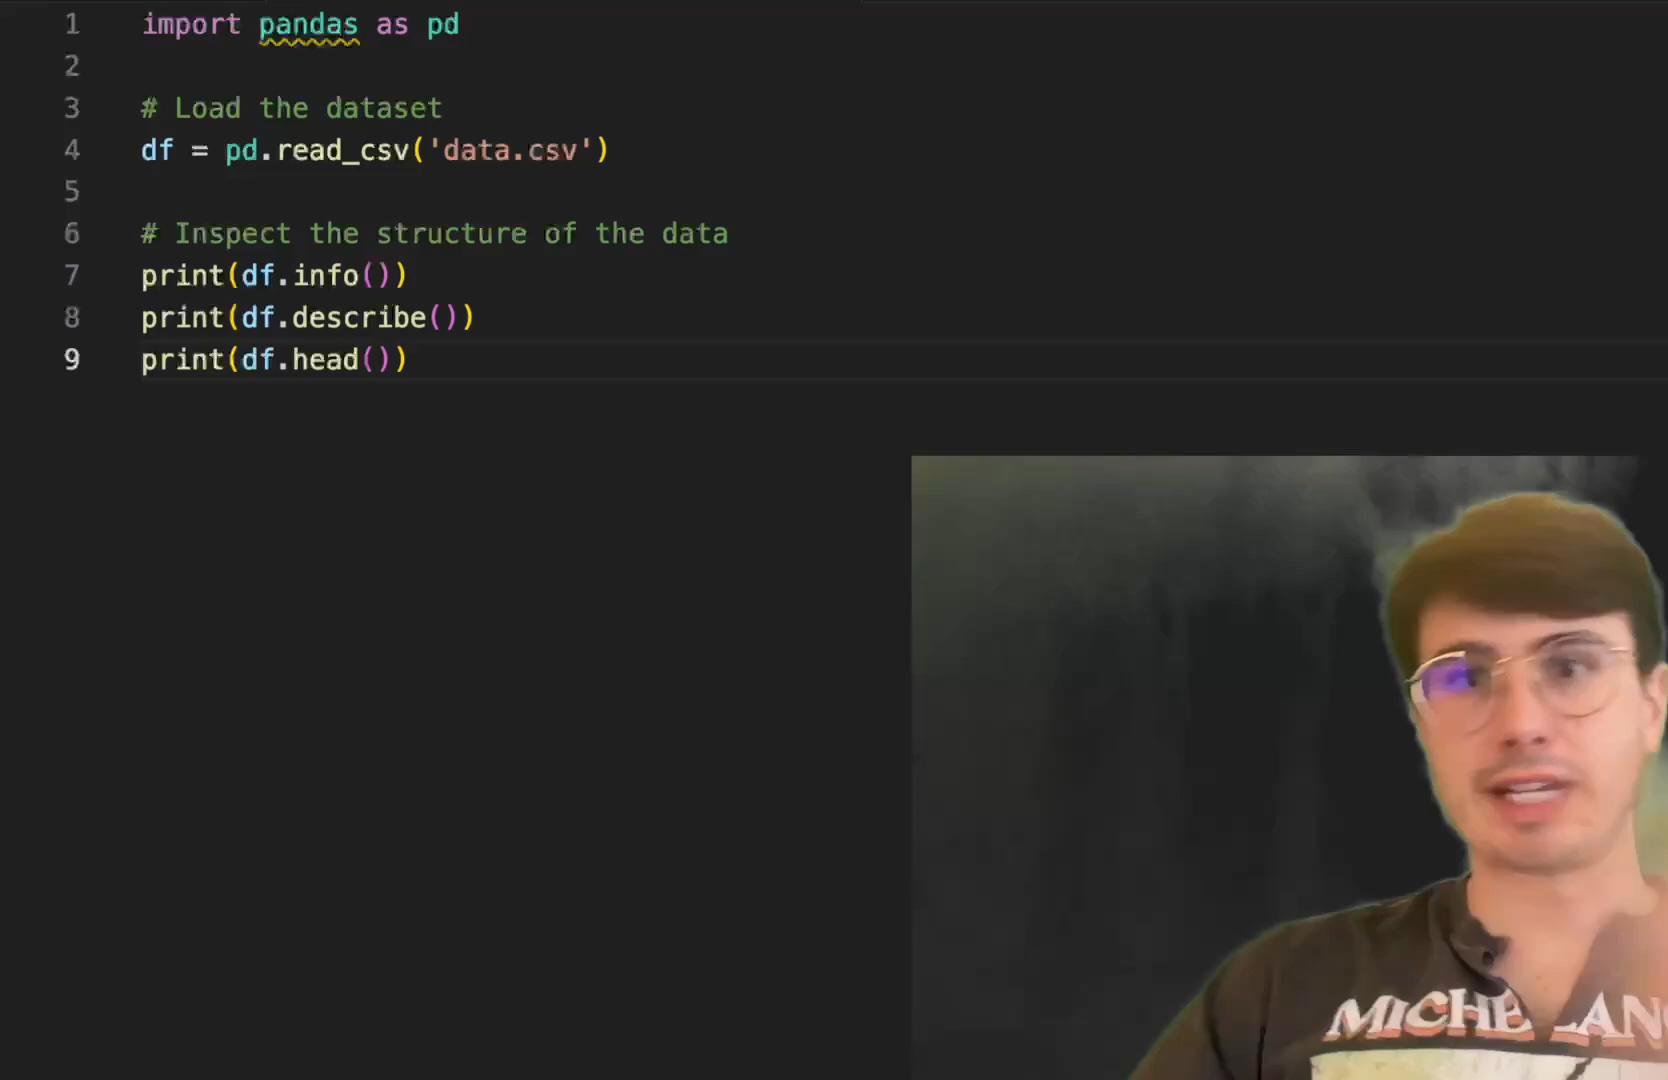 1 import pandas as pd
2
3 # Load the dataset
4 df = pd.read_csv('data.csv')
5
6 # Inspect the structure of the data
7 print(df.info())
8 print(df.describe())
9 print(df.head())